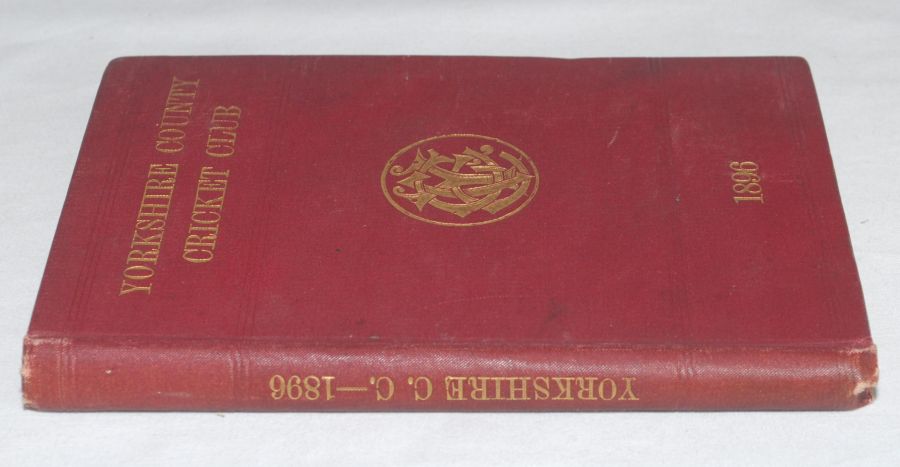 YORKSHIRE COUNTY
CRICKET CLUB
1896
YORKSHIRE C. C.—1896